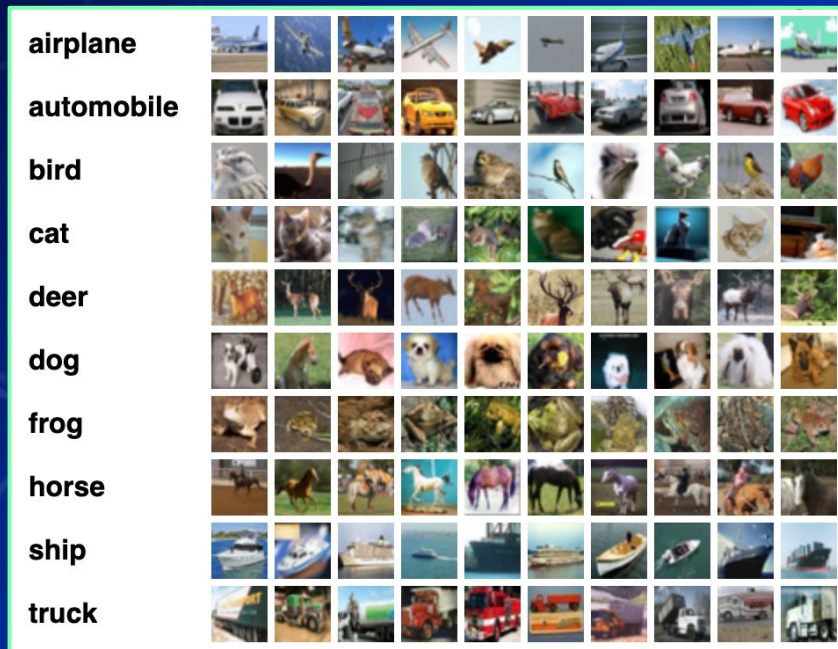 airplane
automobile
bird
cat
deer
dog
frog
horse
ship
truck